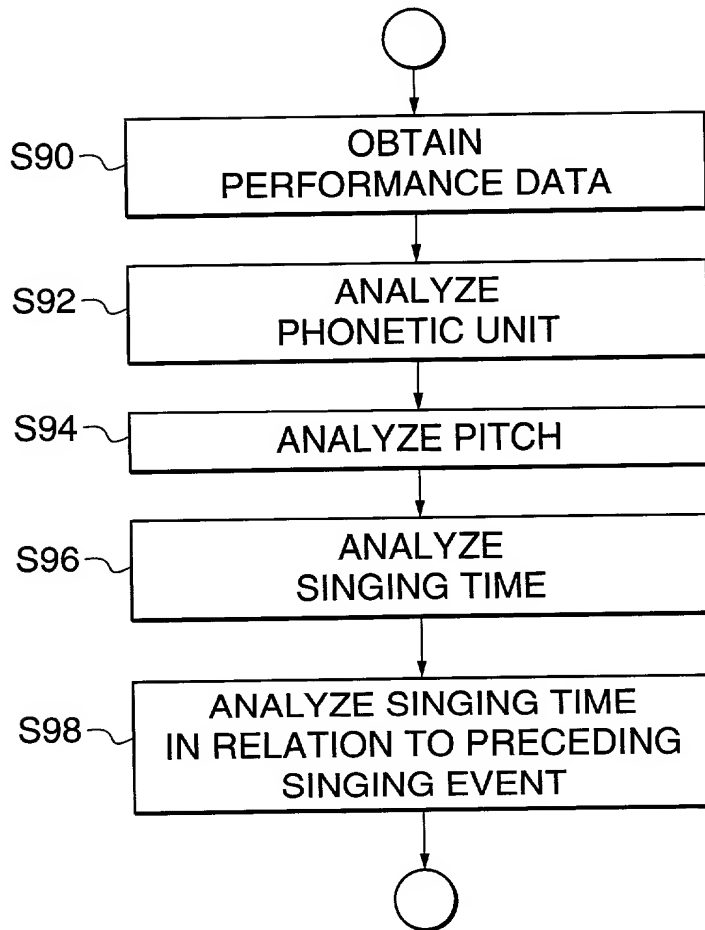 S90
OBTAIN
PERFORMANCE DATA
S92
ANALYZE
PHONETIC UNIT
S94
ANALYZE PITCH
S96
ANALYZE
SINGING TIME
S98
ANALYZE SINGING TIME
IN RELATION TO PRECEDING
SINGING EVENT